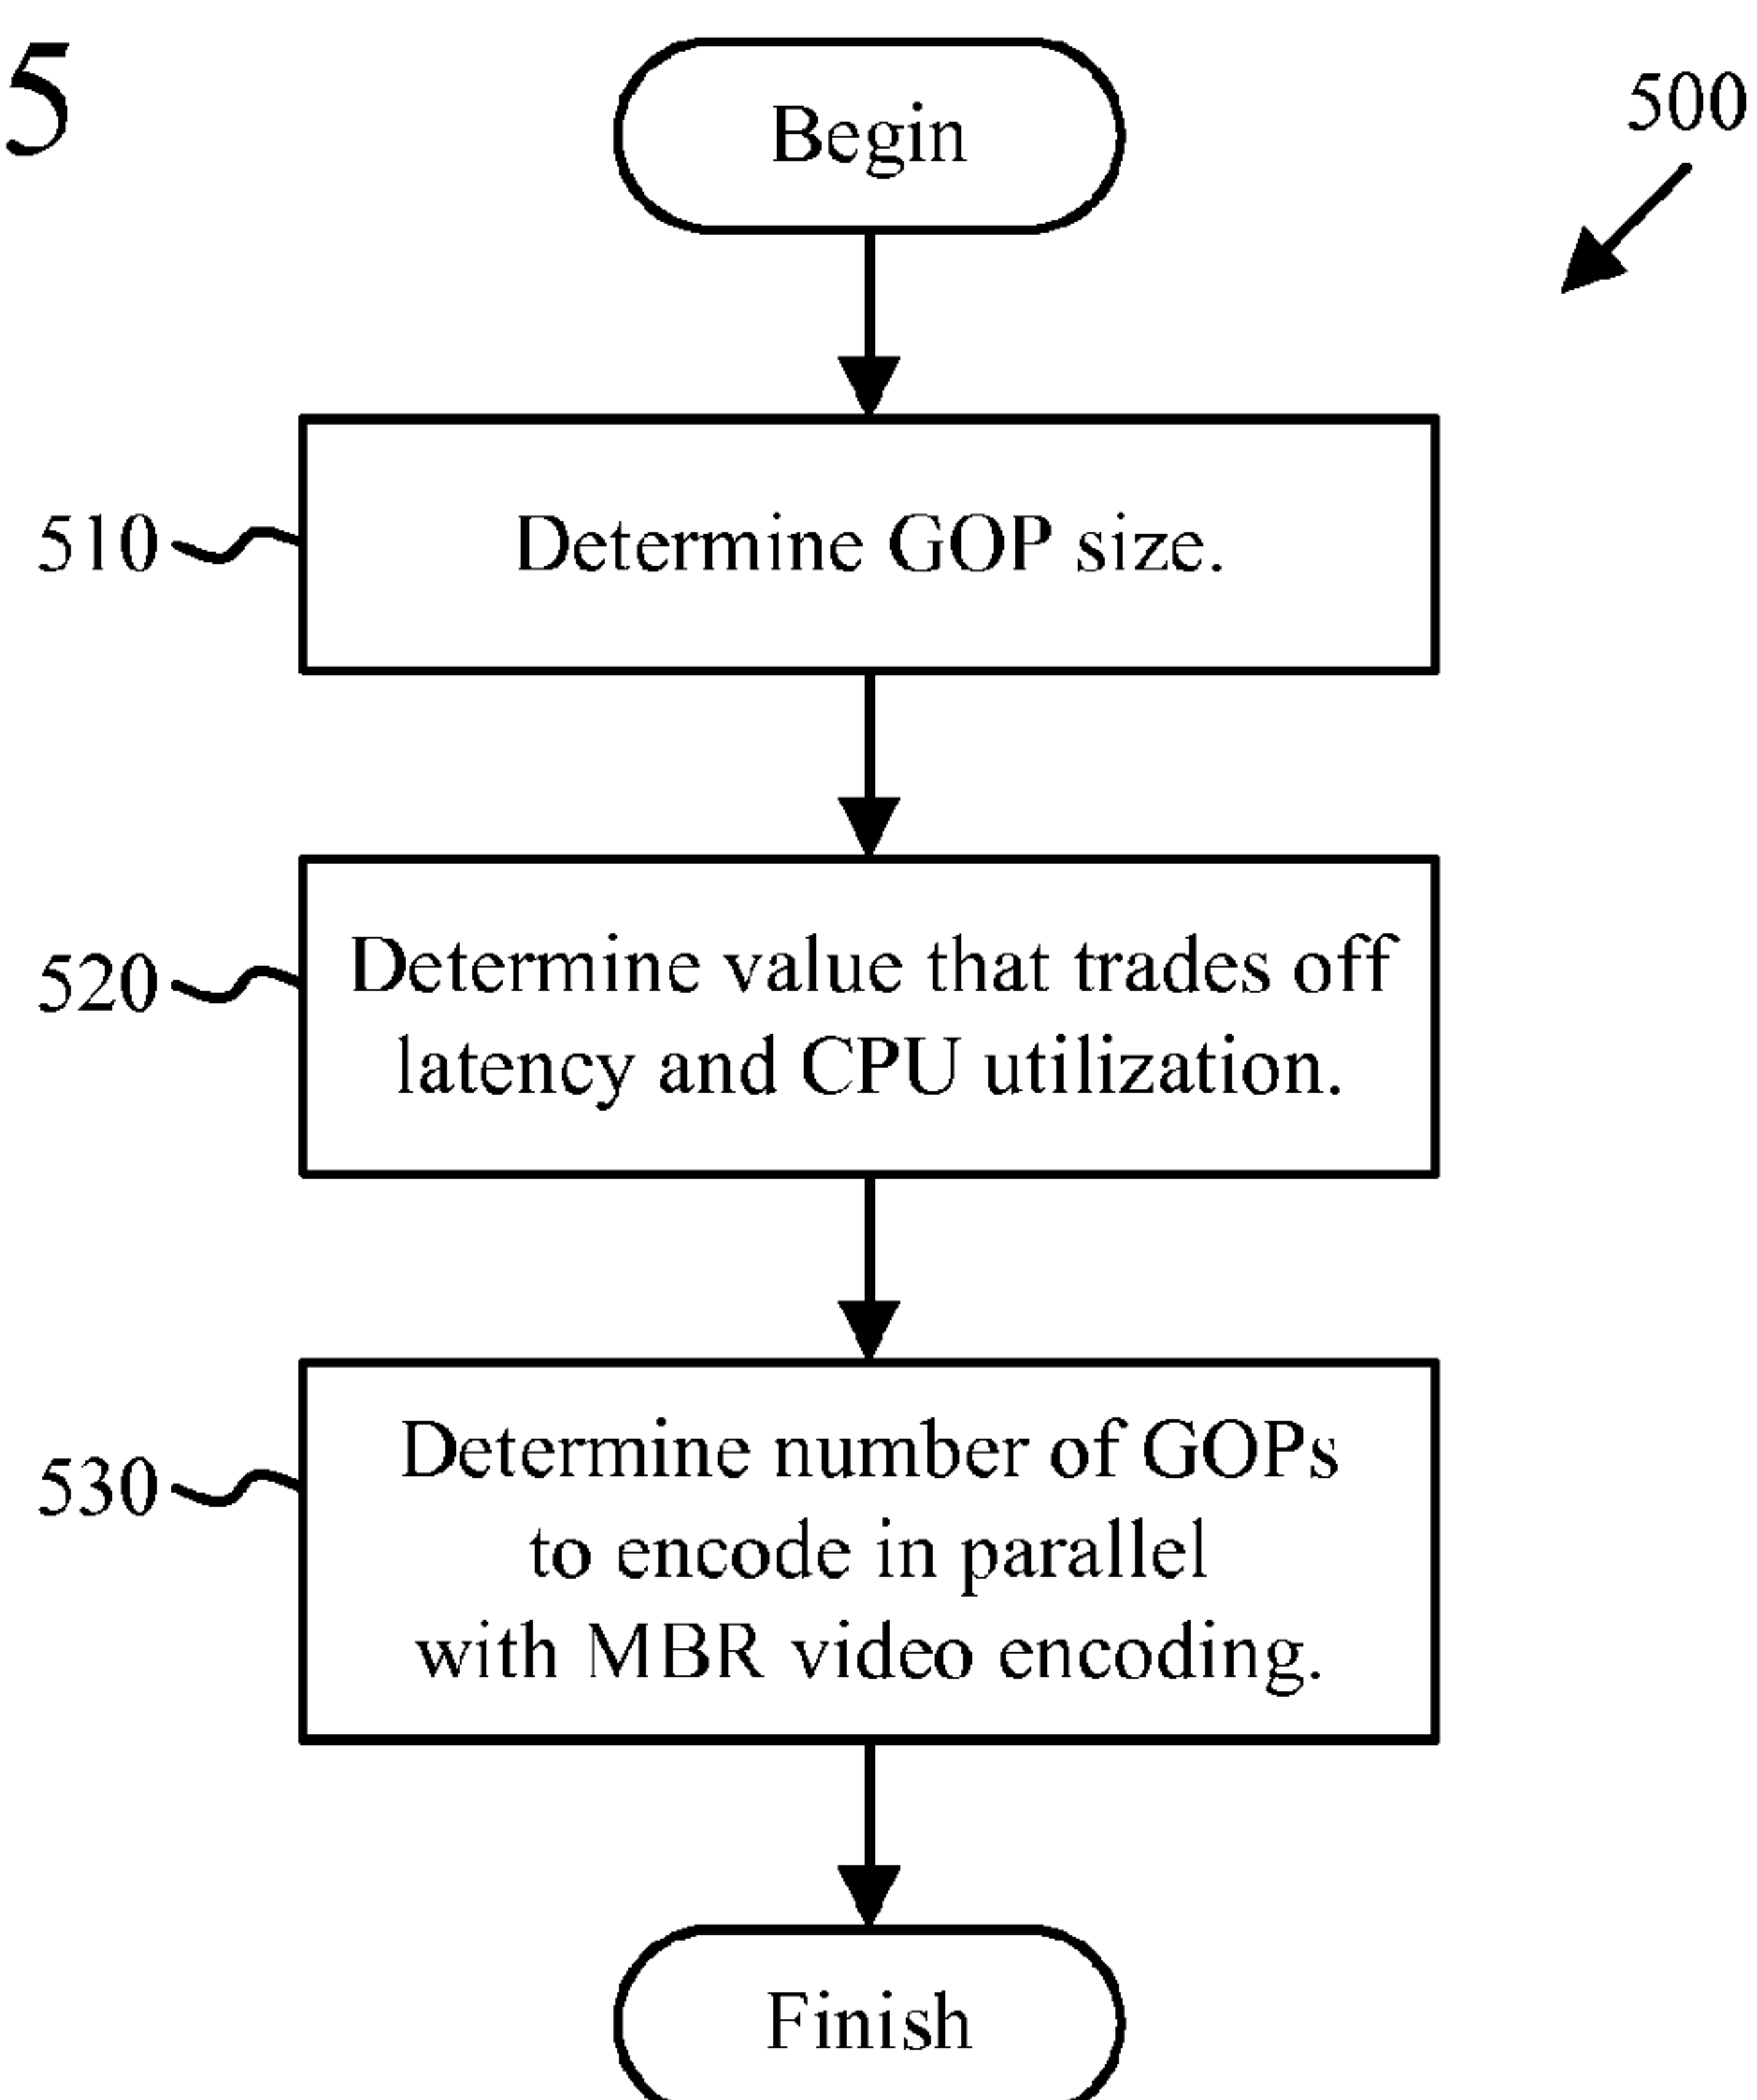 5
Begin
500
510
Determine GOP size.
520
Determine value that trades off
latency and CPU utilization.
530
Determine number of GOPs
to encode in parallel
with MBR video encoding.
Finish